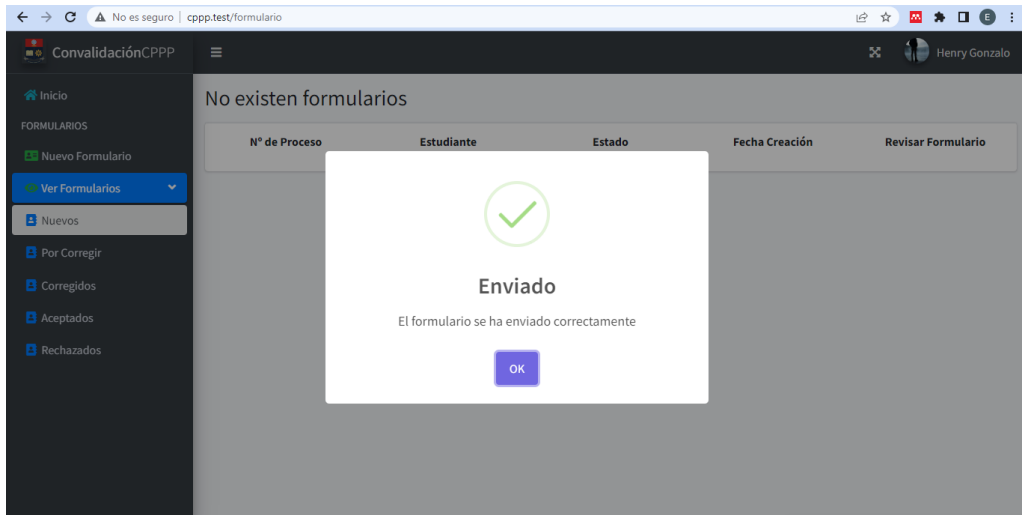 No es seguro | cppp.test/formulario
E
ConvalidaciónCPPP
Henry Gonzalo
Inicio
No existen formularios
FORMULARIOS
Nº de Proceso Estudiante Estado Fecha Creación Revisar Formulario
Nuevo Formulario
Ver Formularios
Nuevos
Por Corregir
Corregidos
Aceptados
Rechazados
Enviado
El formulario se ha enviado correctamente
OK